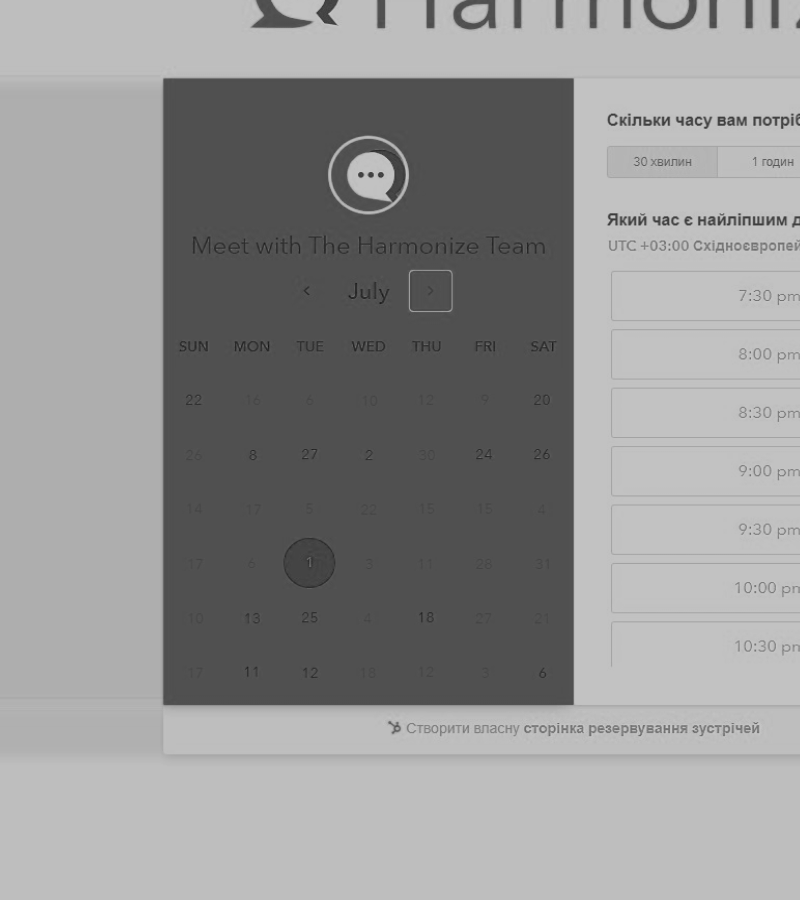 Harmoniz
Meet with The Harmonize Team
July
SUN MON TUE WED THU FRI SAT
22 16 6 10 12 9 20
26 8 27 2 30 24 26
14 17 5 22 15 15 4
17 6 1 3 11 28 31
10 13 25 4 18 27 21
17 11 12 18 12 3 6
Скільки часу вам потріб
30 хвилин 1 годин
Який час є найліпшим д
UTC +03:00 Східноєвропей
7:30 pm
8:00 pm
8:30 pm
9:00 pm
9:30 pm
10:00 pm
10:30 pm
Створити власну сторінка резервування зустрічей